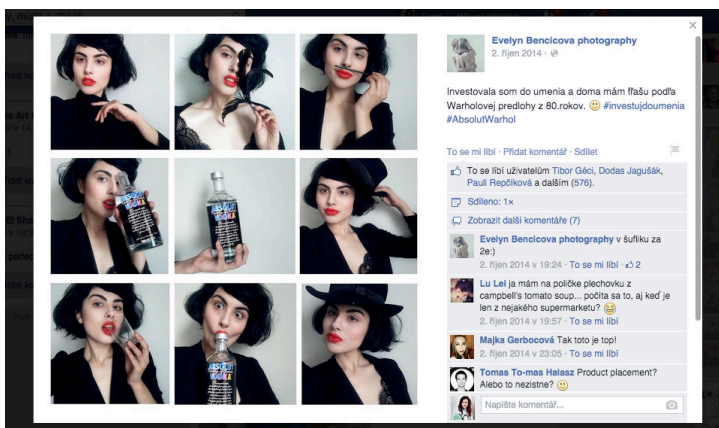 Evelyn Bencicova photography
2. říjen 2014
Investovala som do umenia a doma mám fľašu podľa
Warholovej predlohy z 80.rokov. #investujdoumenia
#AbsolutWarhol
To se mi líbí · Přidat komentář · Sdílet
To se líbí uživatelům Tibor Géci, Dodas Jagušák,
Pauli Repčíková a dalším (576).
Sdíleno: 1×
Zobrazit další komentáře (7)
Evelyn Bencicova photography v šufliku za
2e:)
2. říjen 2014 v 19:24 · To se mi líbí · 2
Lu Lei ja mám na poličke plechovku z
campbell's tomato soup... počíta sa to, aj keď je
len z nejakého supermarketu?
2. říjen 2014 v 19:57 · To se mi líbí
Majka Gerbocová Tak toto je top!
2. říjen 2014 v 23:05 · To se mi líbí
Tomas To-mas Halasz Product placement?
Alebo to nezistne?
Napište komentář...
ABSOLUT
VODKA
ABSOLUT
VODKA
ABSOLUT
VODKA